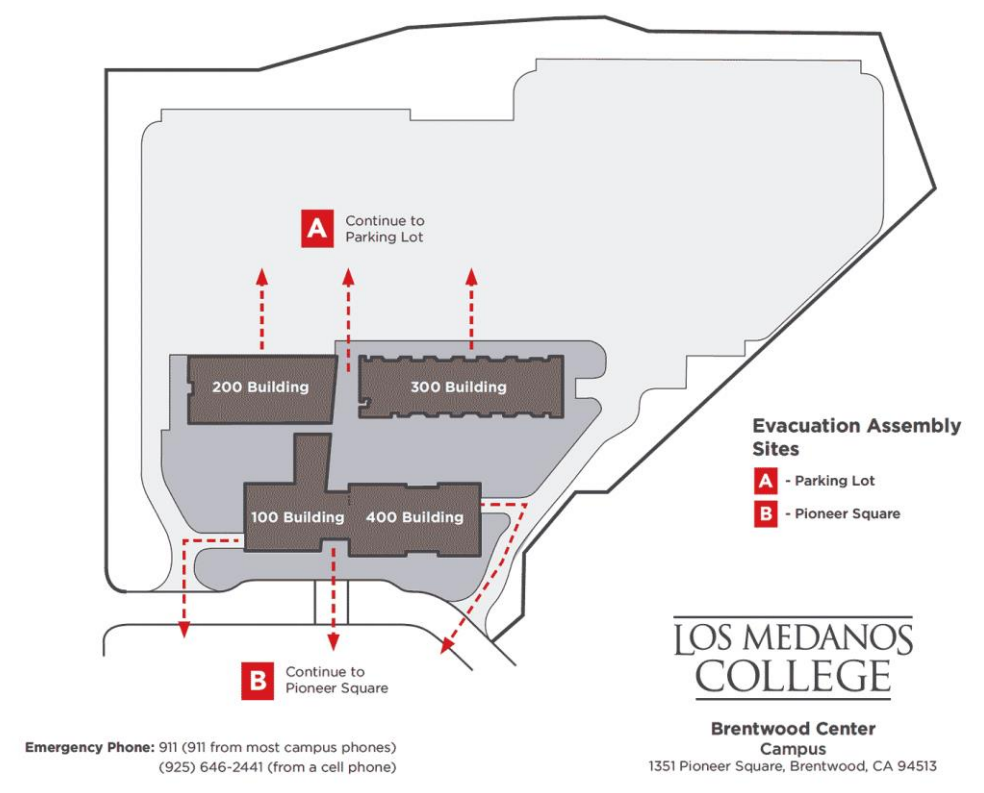 A
Continue to
Parking Lot
200 Building
300 Building
100 Building
400 Building
Evacuation Assembly
Sites
A - Parking Lot
B - Pioneer Square
B
Continue to
Pioneer Square
LOS MEDANOS
COLLEGE
Brentwood Center
Campus
1351 Pioneer Square, Brentwood, CA 94513
Emergency Phone: 911 (911 from most campus phones)
(925) 646-2441 (from a cell phone)